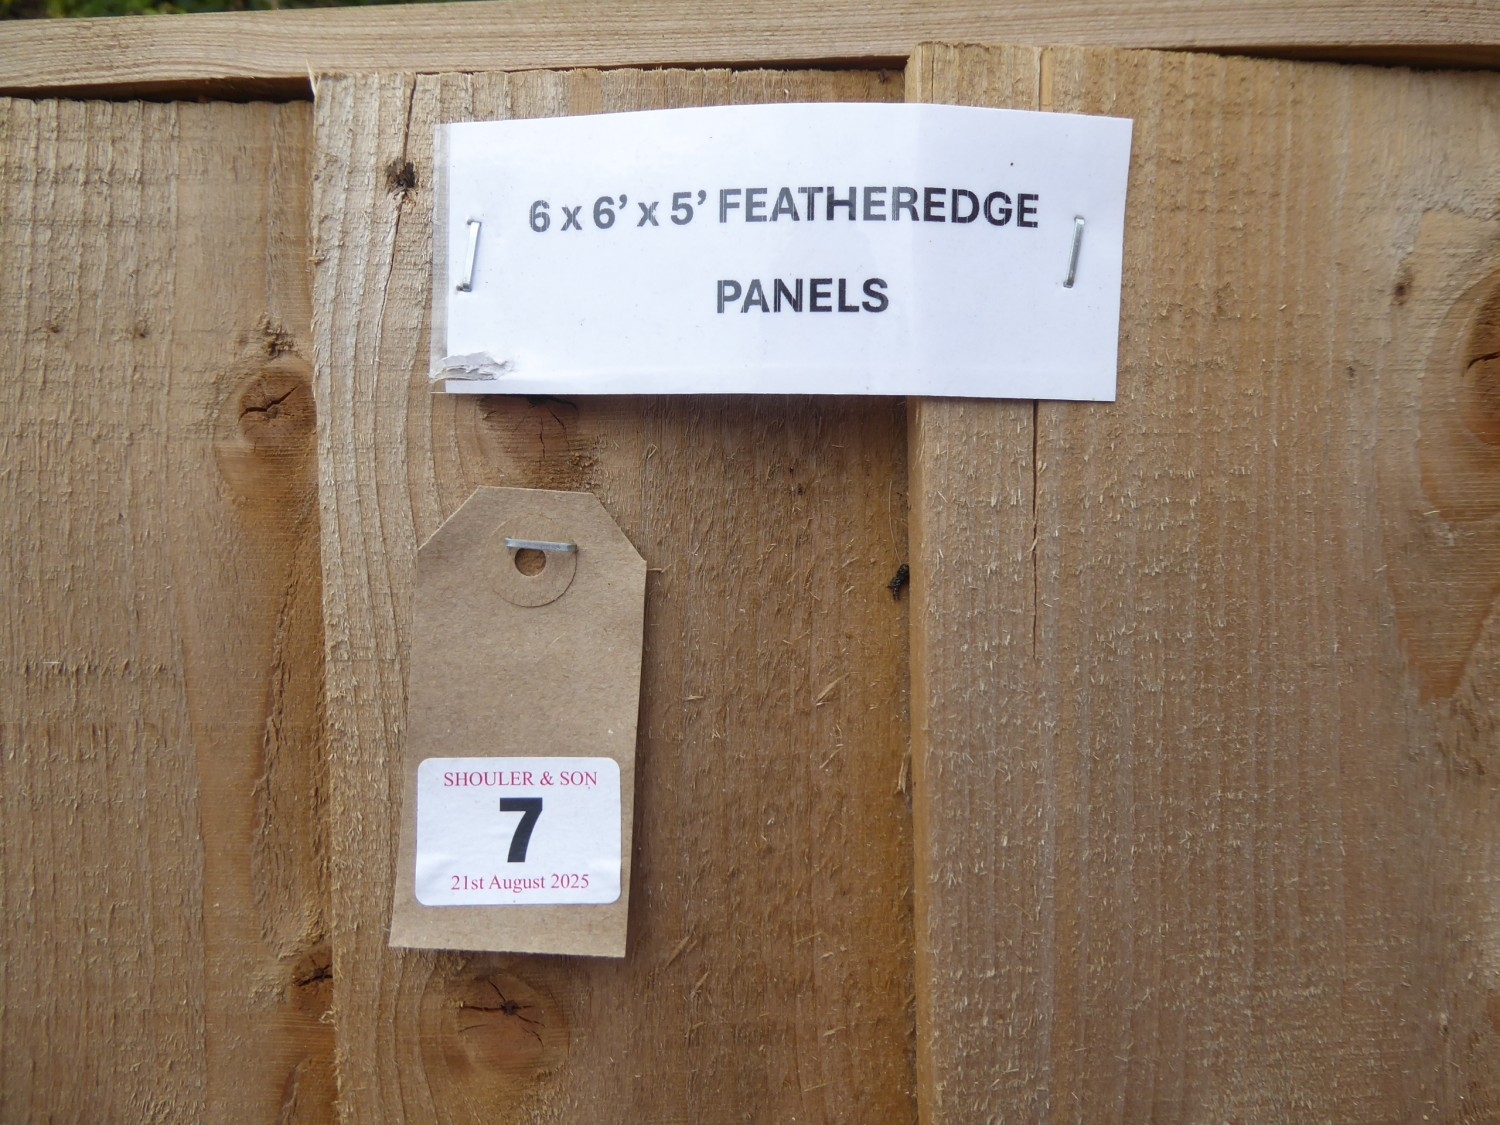 6 x 6’ x 5’ FEATHEREDGE
PANELS
SHOULER & SON
7
21st August 2025